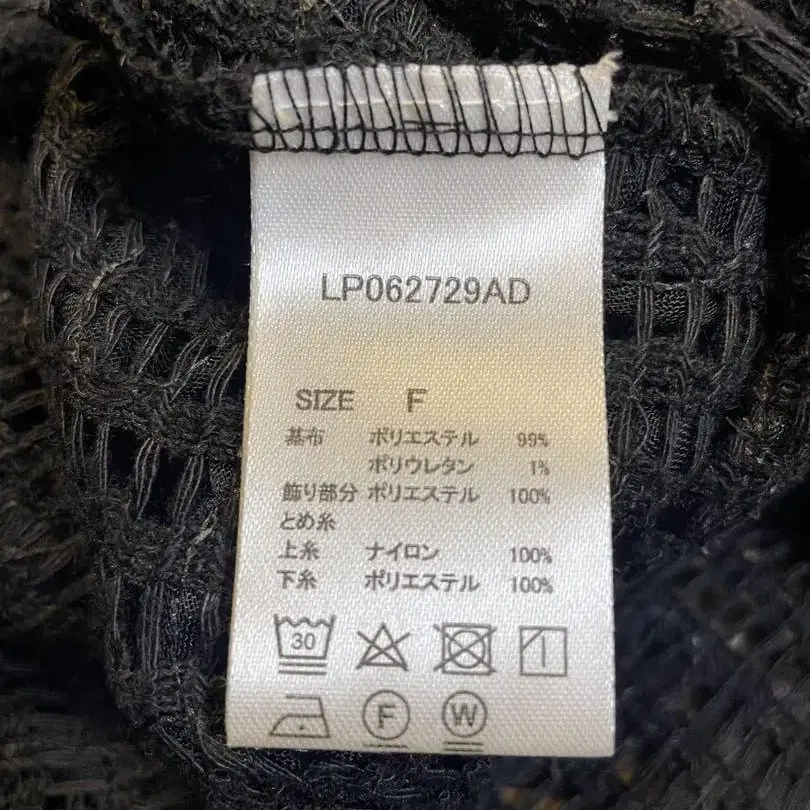 LP062729AD
SIZE F
基布 ポリエステル 99%
ポリウレタン 1%
飾り部分 ポリエステル 100%
とめ糸
上糸 ナイロン 100%
下糸 ポリエステル 100%
30
F W